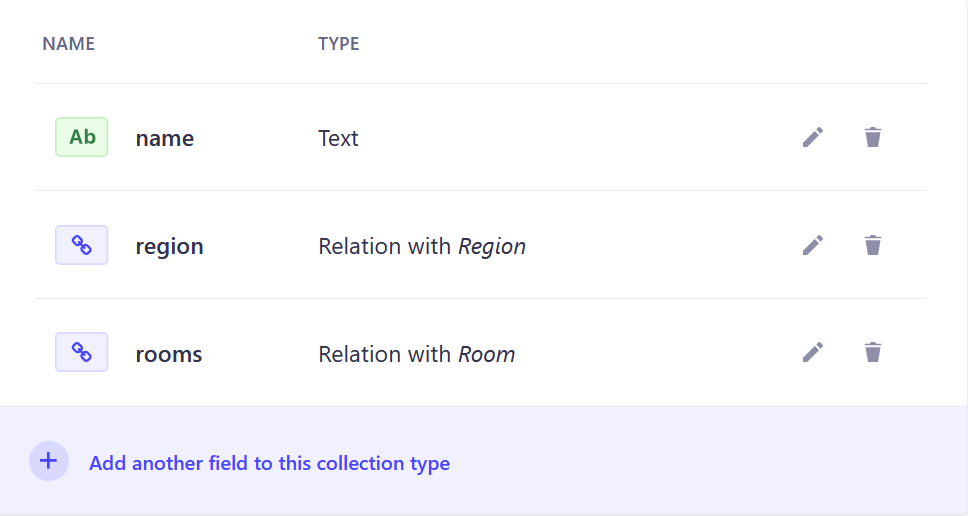 NAME TYPE
Ab name Text
region Relation with Region
rooms Relation with Room
Add another field to this collection type